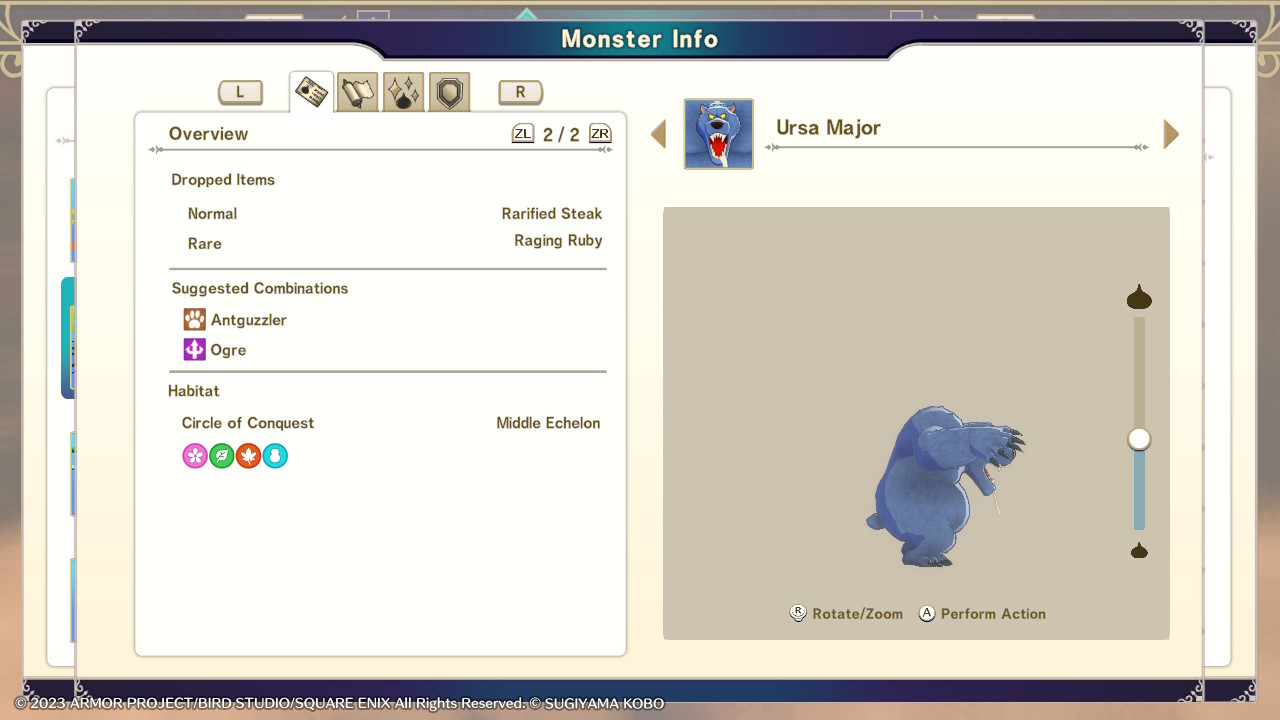 Monster Info
L
R
Overview
ZL 2 / 2 ZR
Dropped Items
Normal Rarified Steak
Rare Raging Ruby
Suggested Combinations
Antguzzler
Ogre
Habitat
Circle of Conquest Middle Echelon
Ursa Major
R Rotate/Zoom A Perform Action
© 2023 ARMOR PROJECT/BIRD STUDIO/SQUARE ENIX All Rights Reserved. © SUGIYAMA KOBO